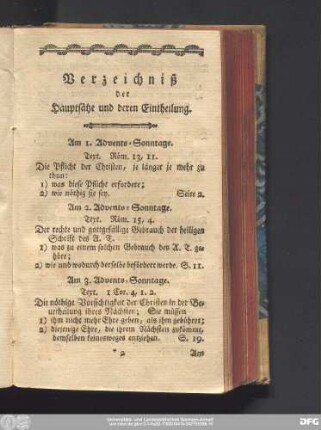 Verzeichniß
der
Hauptsätze und deren Eintheilung.
Am 1. Advents-Sonntage.
Text. Röm. 13, 11.
Die Pflicht der Christen, je länger je mehr zu
thun:
1) was diese Pflicht erfordere;
2) wie nöthig sie sey. Seite 2.
Am 2. Advents-Sonntage.
Text. Röm. 15, 4.
Der rechte und gottgefällige Gebrauch der heiligen
Schrift des A. T.
1) was zu einem solchen Gebrauch des A. T. ge-
höre;
2) wie und wodurch derselbe befördert werde. S. 11.
Am 3. Advents-Sonntage.
Text. 1 Cor. 4, 1. 2.
Die nöthige Vorsichtigkeit der Christen in der Be-
urtheilung ihres Nächsten; Sie müssen
1) ihm nicht mehr Ehre geben, als ihm gebühret;
2) diejenige Ehre, die ihrem Nächsten zukömmt,
demselben keinesweges entziehen. S. 19.
* 2 Am